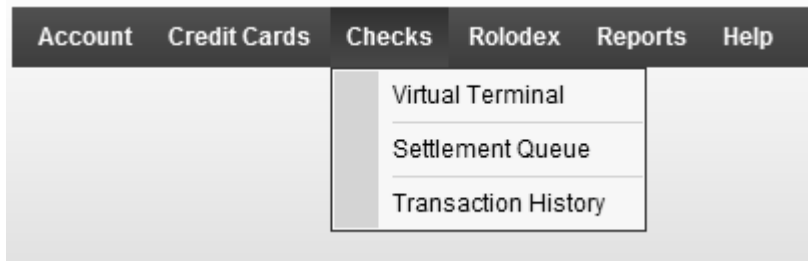 Account Credit Cards Checks Rolodex Reports Help
Virtual Terminal
Settlement Queue
Transaction History